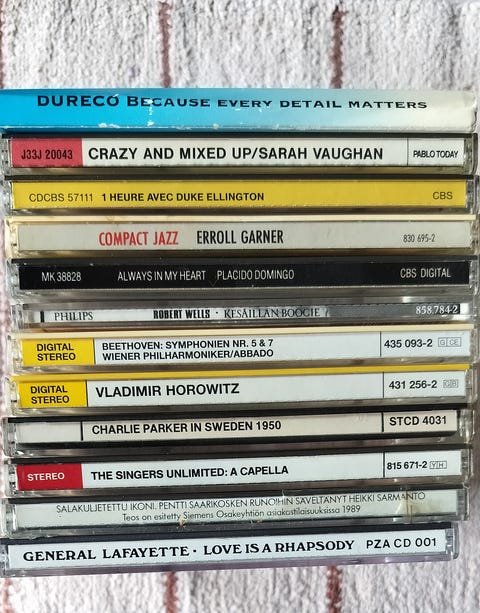 DURECO BECAUSE EVERY DETAIL MATTERS
J33J 20043 CRAZY AND MIXED UP/SARAH VAUGHAN PABLO TODAY
CDCBS 57111 1 HEURE AVEC DUKE ELLINGTON CBS
COMPACT JAZZ ERROLL GARNER 830 695-2
MK 38828 ALWAYS IN MY HEART PLACIDO DOMINGO CBS DIGITAL
PHILIPS ROBERT WELLS · KESÄILLAN BOOGIE 858.784-2
DIGITAL STEREO
BEETHOVEN: SYMPHONIEN NR. 5 & 7
WIENER PHILHARMONIKER/ABBADO
435 093-2 G CE
DIGITAL STEREO
VLADIMIR HOROWITZ 431 256-2 GB
CHARLIE PARKER IN SWEDEN 1950 STCD 4031
STEREO THE SINGERS UNLIMITED: A CAPELLA 815 671-2 Y H
SALAKULJETETTU IKONI. PENTTI SAARIKOSKEN RUNOIHIN SÄVELTÄNYT HEIKKI SARMANTO
Teos on esitetty Siemens Osakeyhtiön asiakastilaisuuksissa 1989
GENERAL LAFAYETTE · LOVE IS A RHAPSODY PZA CD 001